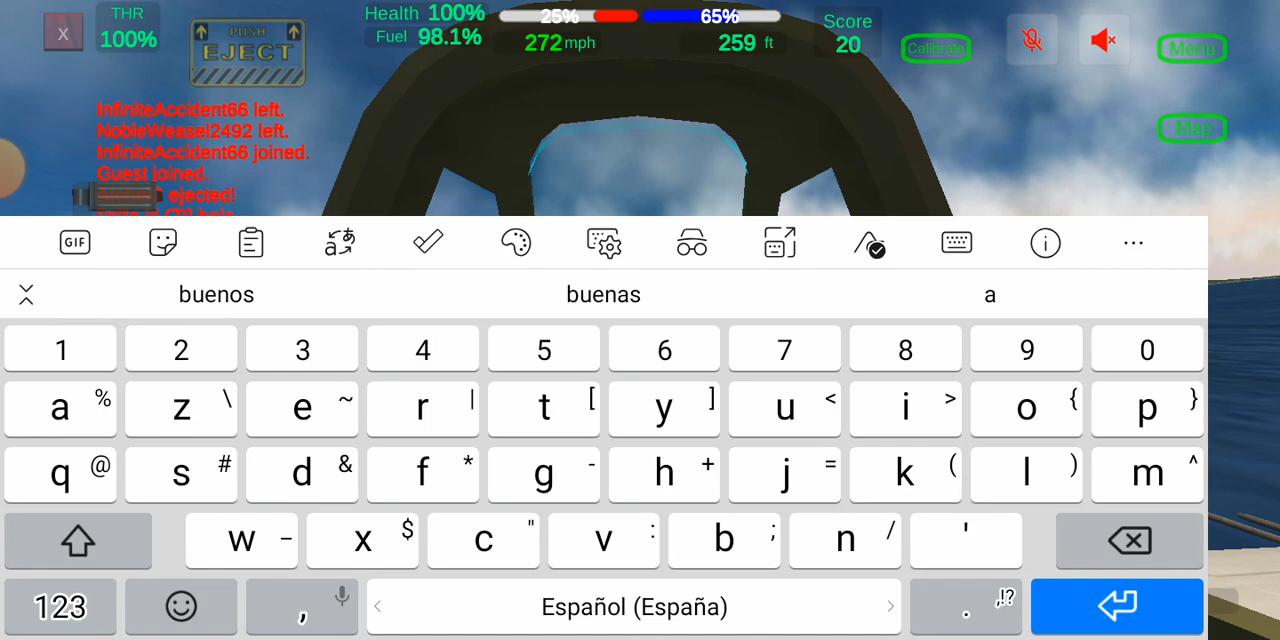 X
THR
100%
PUSH
EJECT
Health 100%
Fuel 98.1%
25%
65%
272 mph
259 ft
Score
20
Calibrate
Menu
Map
InfiniteAccident66 left.
NobleWeasel2492 left.
InfiniteAccident66 joined.
Guest joined.
ejected!
GIF
buenos buenas a
1 2 3 4 5 6 7 8 9 0
a % z \ e ~ r | t [ y ] u < i > o { p }
q @ s # d & f * g - h + j = k ( l ) m ^
w – x $ c " v : b ; n / '
123 , < Español (España) > . ,!?